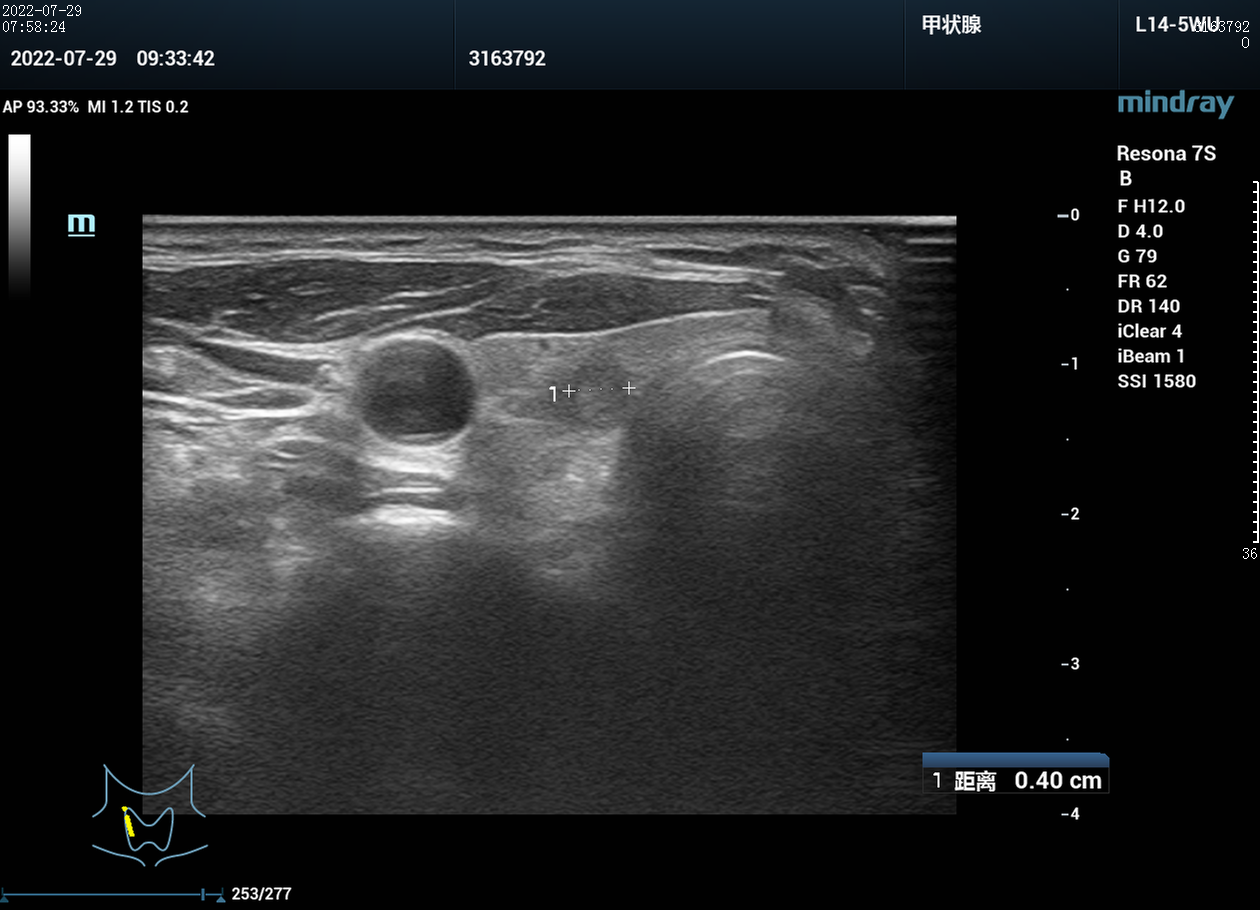 2022-07-29
07:58:24
2022-07-29 09:33:42
3163792
甲状腺
L14-5WU
3163792
0
AP 93.33% MI 1.2 TIS 0.2
mindray
Resona 7S
B
F H12.0
D 4.0
G 79
FR 62
DR 140
iClear 4
iBeam 1
SSI 1580
m
0
-1
1
-2
36
-3
1 距离 0.40 cm
-4
253/277